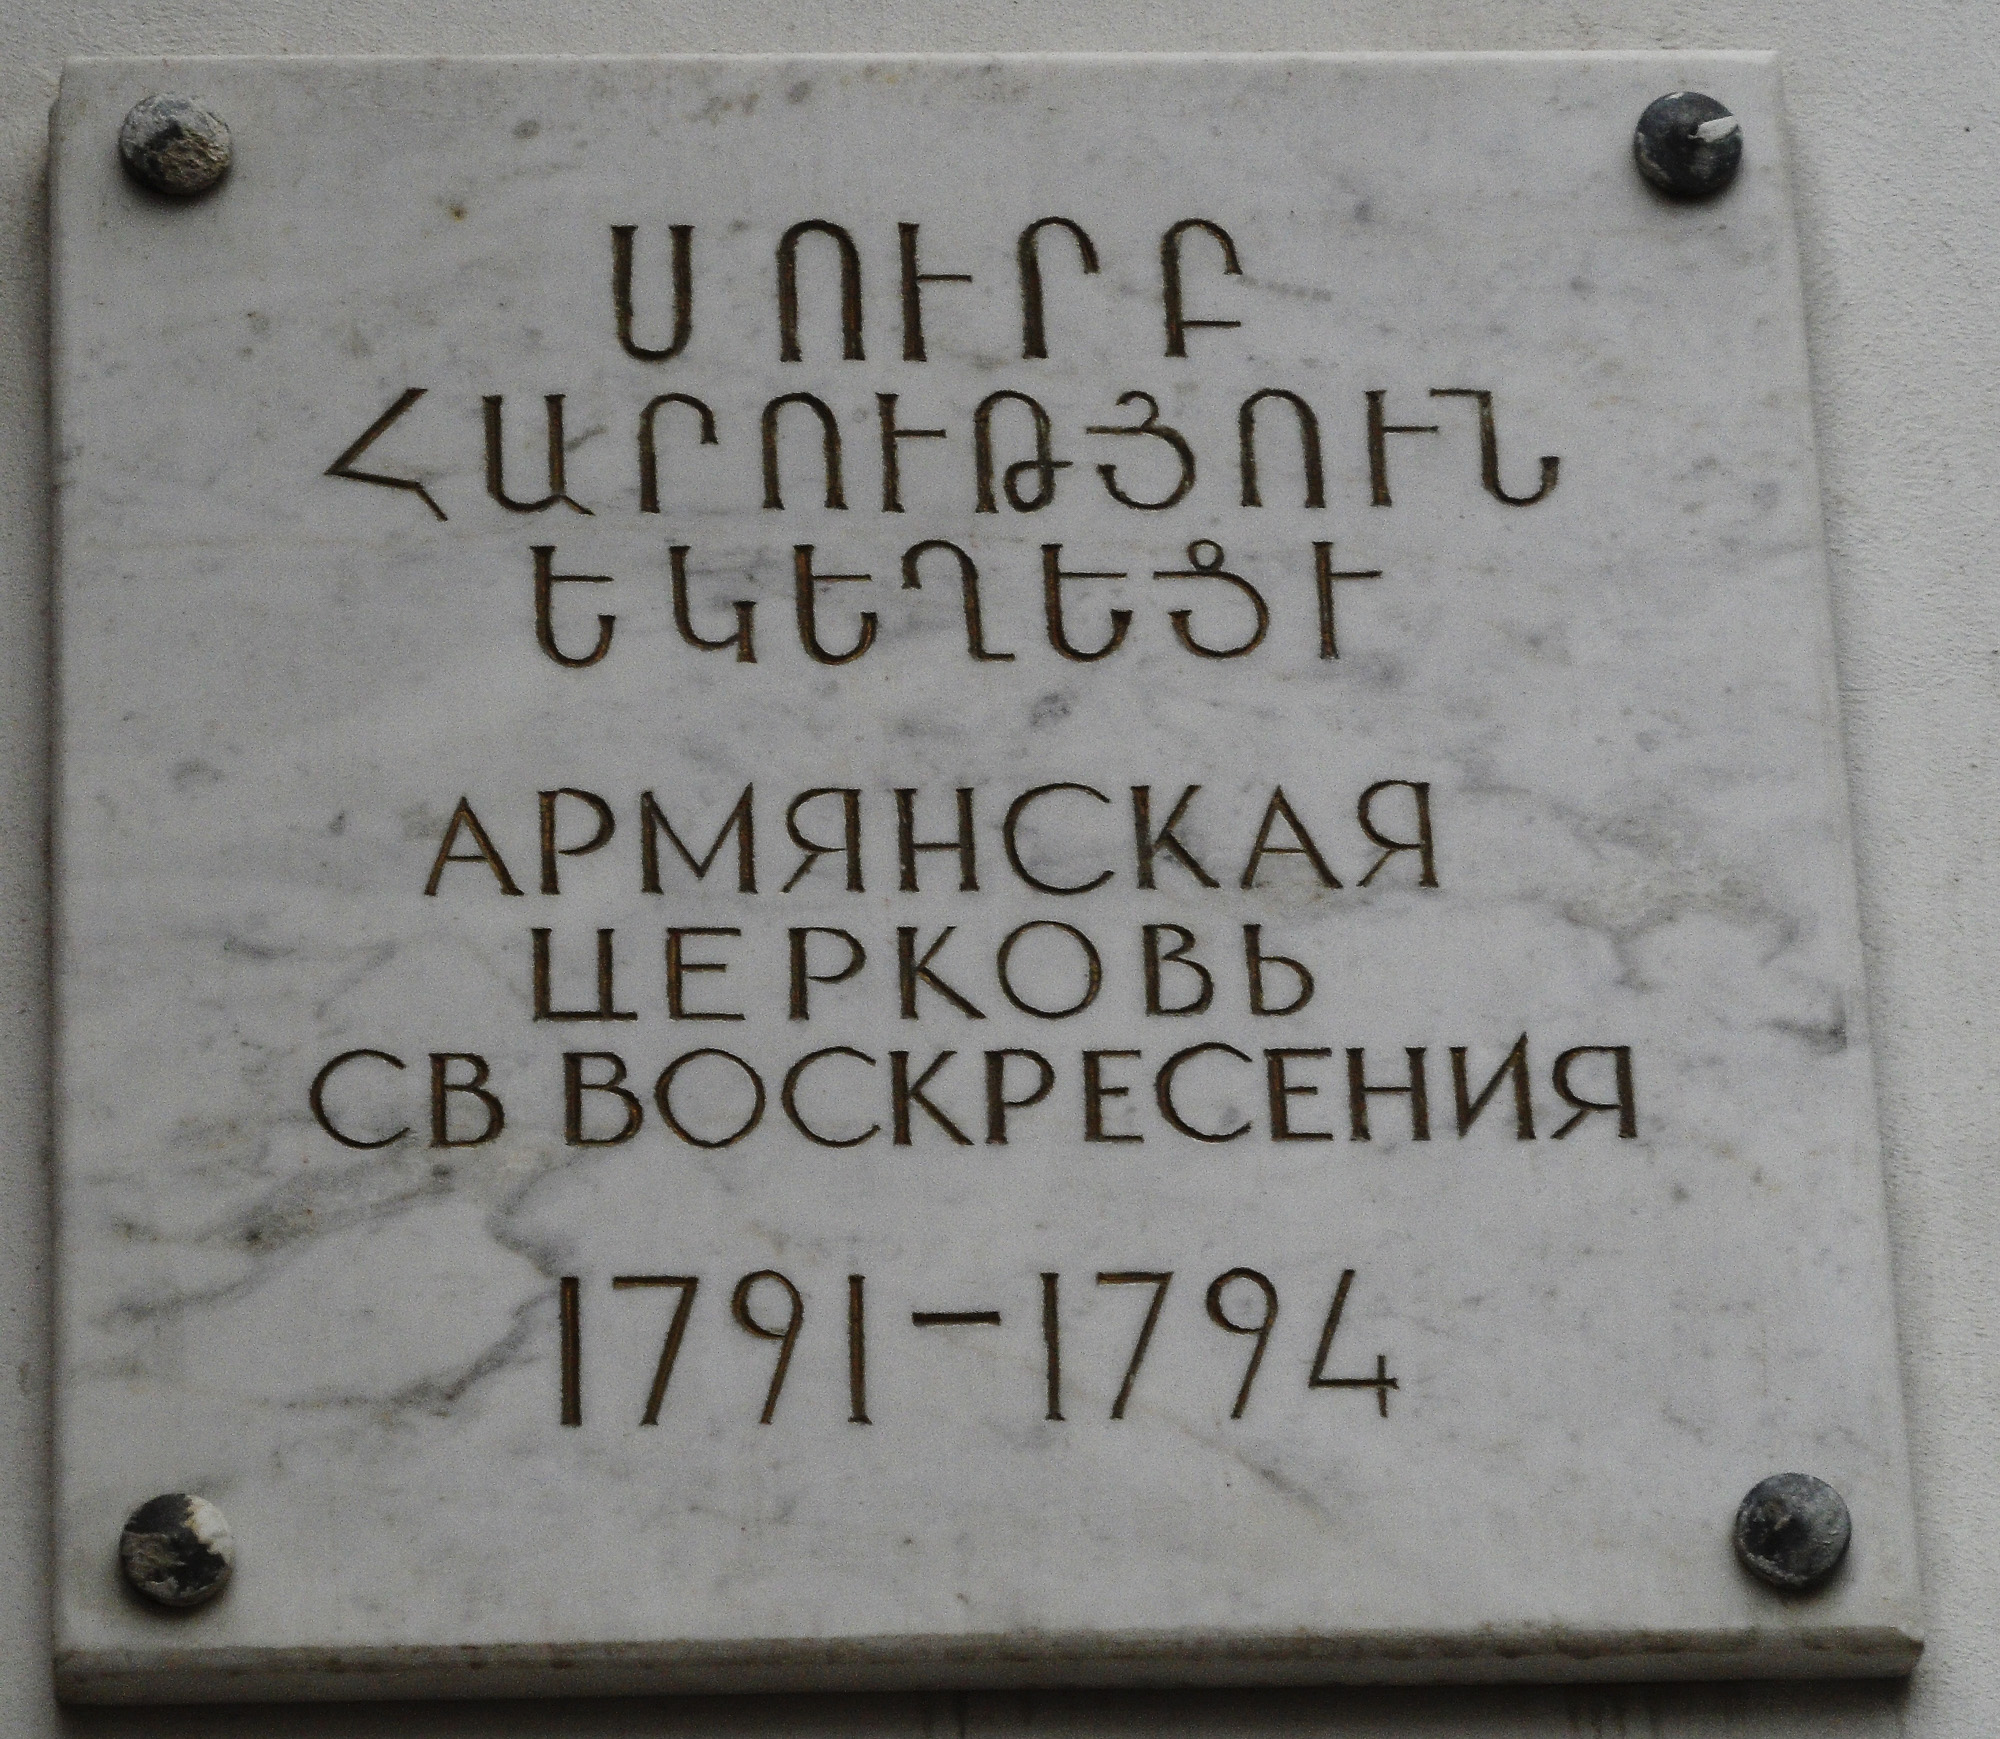 ՍՈՒՐԲ
ՀԱՐՈՒԹՅՈՒՆ
ԵԿԵՂԵՑԻ
АРМЯНСКАЯ
ЦЕРКОВЬ
СВ ВОСКРЕСЕНИЯ
1791-1794